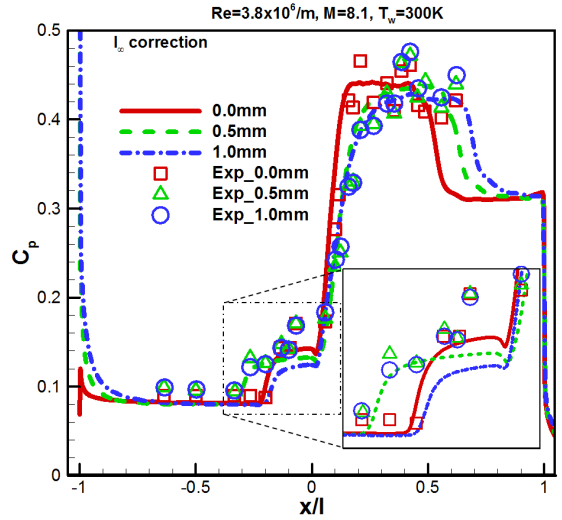 Re=3.8x10⁶/m, M=8.1, T_w=300K
I_∞ correction
0.0mm
0.5mm
1.0mm
Exp_0.0mm
Exp_0.5mm
Exp_1.0mm
C_p
0.5
0.4
0.3
0.2
0.1
0
-1
-0.5
0
0.5
1
x/l